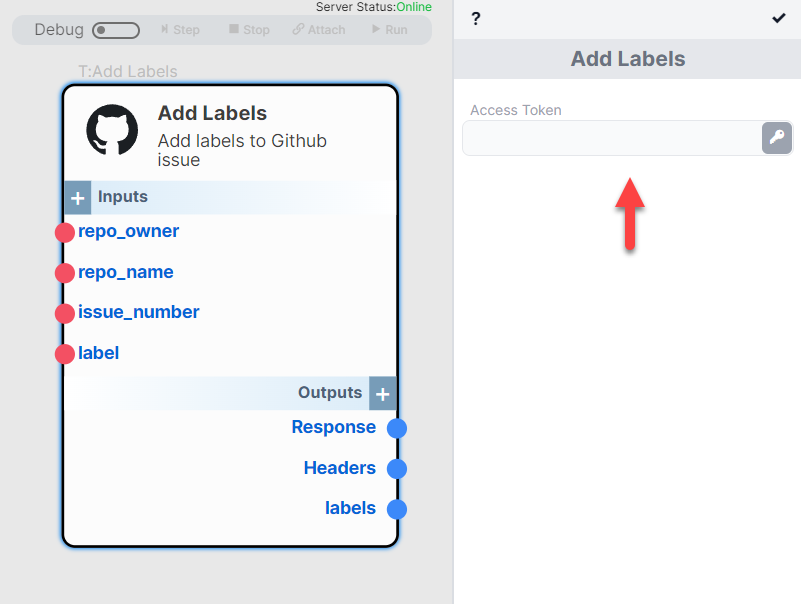 Server Status:Online
Debug Step Stop Attach Run
T:Add Labels
Add Labels
Add labels to Github
issue
+ Inputs
repo_owner
repo_name
issue_number
label
Outputs +
Response
Headers
labels
?
Add Labels
Access Token